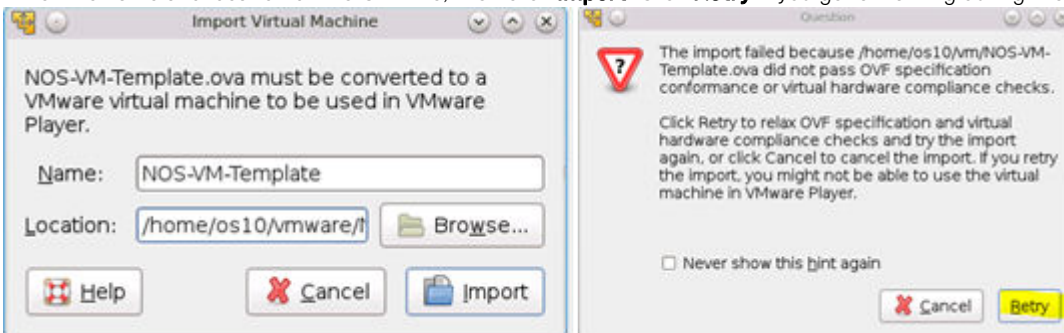 Import Virtual Machine
NOS-VM-Template.ova must be converted to a
VMware virtual machine to be used in VMware
Player.
Name: NOS-VM-Template
Location: /home/os10/vmware/ Browse...
Help Cancel Import
Question
The import failed because /home/os10/vm/NOS-VM-
Template.ova did not pass OVF specification
conformance or virtual hardware compliance checks.
Click Retry to relax OVF specification and virtual
hardware compliance checks and try the import
again, or click Cancel to cancel the import. If you retry
the import, you might not be able to use the virtual
machine in VMware Player.
Never show this hint again
Cancel Retry